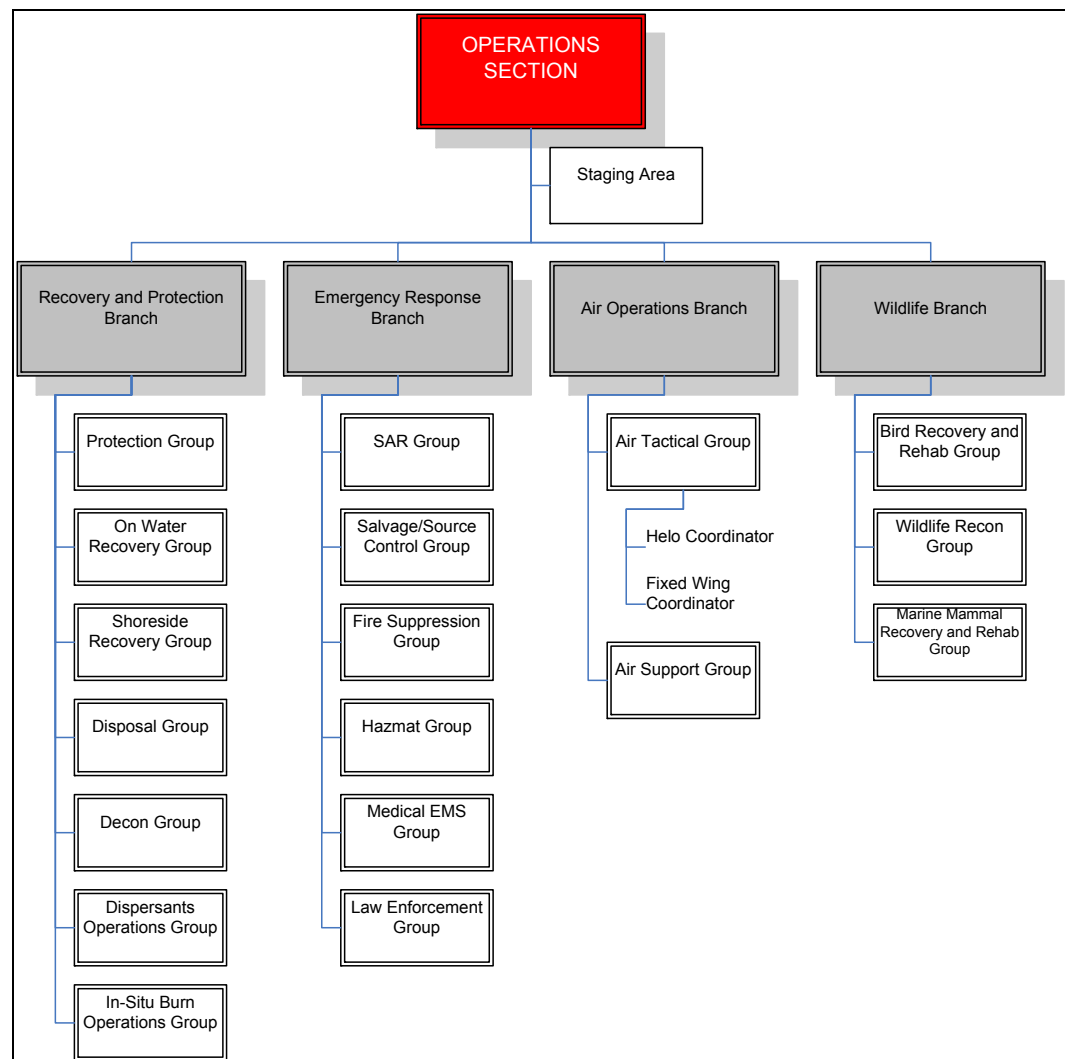 OPERATIONS
SECTION
Staging Area
Recovery and Protection
Branch
Emergency Response
Branch
Air Operations Branch
Wildlife Branch
Protection Group
On Water
Recovery Group
Shoreside
Recovery Group
Disposal Group
Decon Group
Dispersants
Operations Group
In-Situ Burn
Operations Group
SAR Group
Salvage/Source
Control Group
Fire Suppression
Group
Hazmat Group
Medical EMS
Group
Law Enforcement
Group
Air Tactical Group
Helo Coordinator
Fixed Wing
Coordinator
Air Support Group
Bird Recovery and
Rehab Group
Wildlife Recon
Group
Marine Mammal
Recovery and Rehab
Group